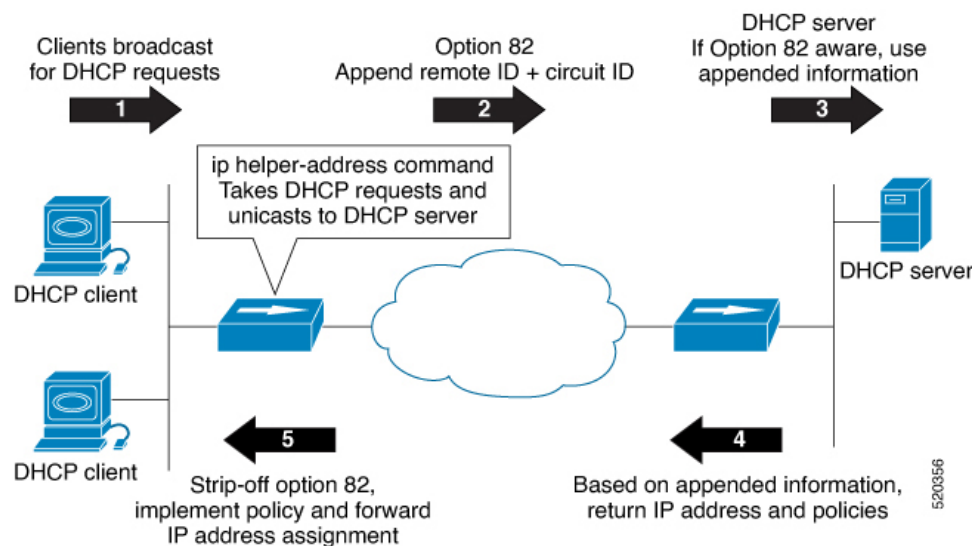 Clients broadcast
for DHCP requests
1
Option 82
Append remote ID + circuit ID
2
DHCP server
If Option 82 aware, use
appended information
3
ip helper-address command
Takes DHCP requests and
unicasts to DHCP server
DHCP client
DHCP server
DHCP client
5
Strip-off option 82,
implement policy and forward
IP address assignment
4
Based on appended information,
return IP address and policies
520356